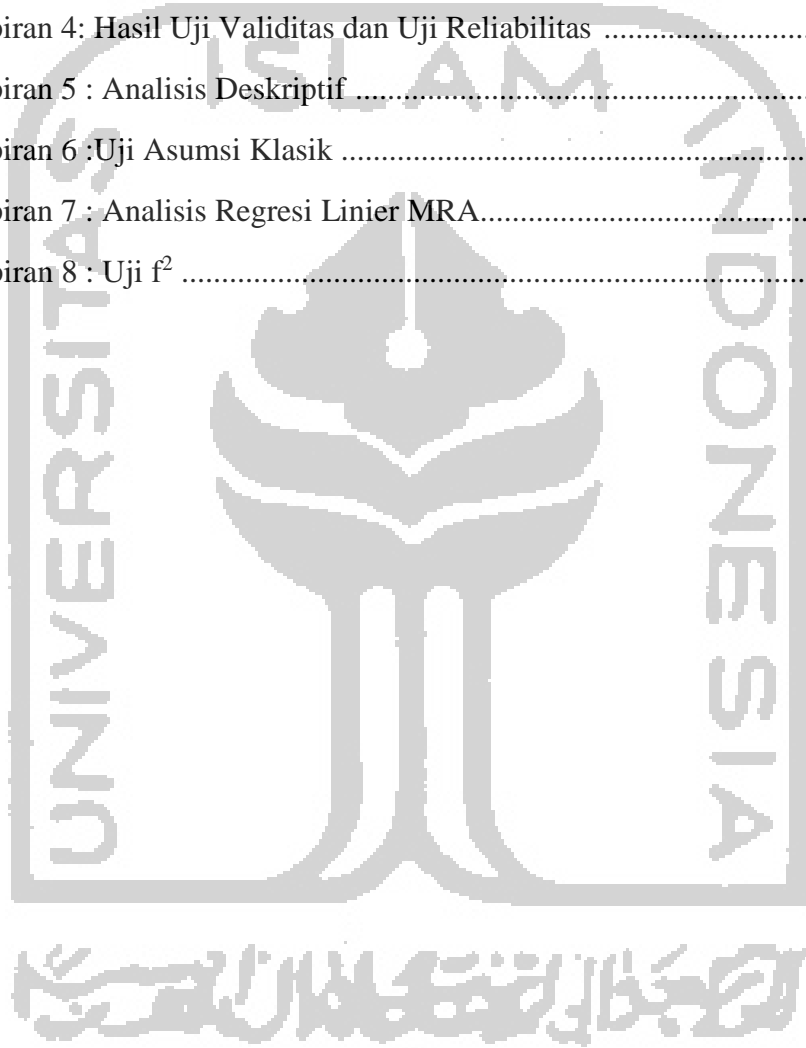 piran 4: Hasil Uji Validitas dan Uji Reliabilitas ..........................
piran 5 : Analisis Deskriptif .........................................................
piran 6 :Uji Asumsi Klasik ...........................................................
piran 7 : Analisis Regresi Linier MRA.........................................
piran 8 : Uji f² ...............................................................................
UNIVERSITAS ISLAM INDONESIA